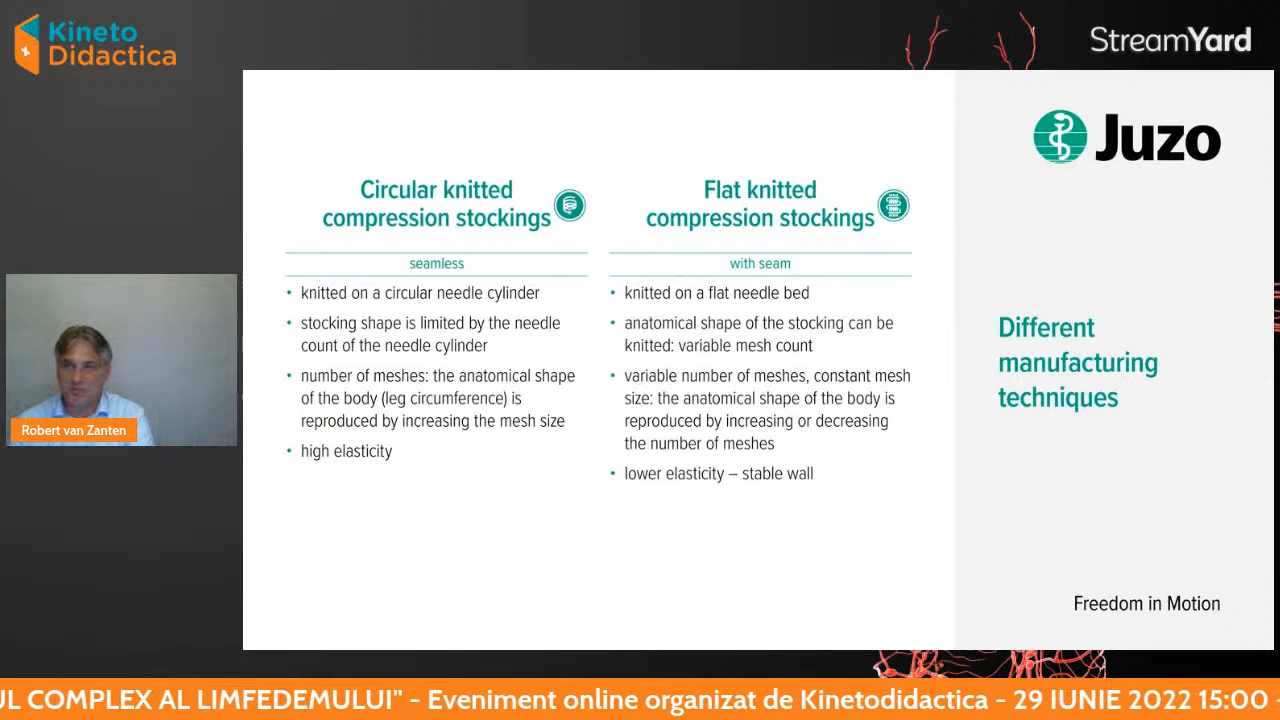 Kineto
Didactica
StreamYard
Juzo
Circular knitted
compression stockings
seamless
• knitted on a circular needle cylinder
• stocking shape is limited by the needle
count of the needle cylinder
• number of meshes: the anatomical shape
of the body (leg circumference) is
reproduced by increasing the mesh size
• high elasticity
Flat knitted
compression stockings
with seam
• knitted on a flat needle bed
• anatomical shape of the stocking can be
knitted: variable mesh count
• variable number of meshes, constant mesh
size: the anatomical shape of the body is
reproduced by increasing or decreasing
the number of meshes
• lower elasticity – stable wall
Different
manufacturing
techniques
Freedom in Motion
Robert van Zanten
UL COMPLEX AL LIMFEDEMULUI" - Eveniment online organizat de Kinetodidactica - 29 IUNIE 2022 15:00